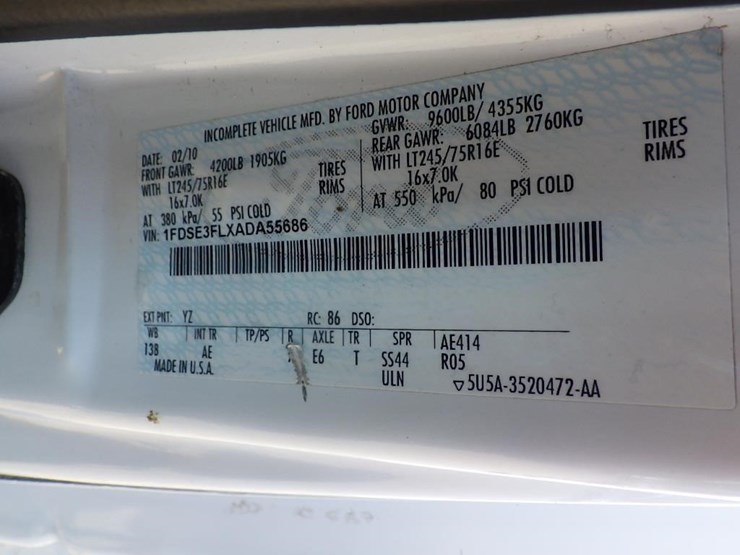 INCOMPLETE VEHICLE MFD. BY FORD MOTOR COMPANY
DATE: 02/10 GVWR: 9600LB/ 4355KG
FRONT GAWR: 4200LB 1905KG REAR GAWR: 6084LB 2760KG
WITH LT245/75R16E TIRES WITH LT245/75R16E TIRES
16x7.0K RIMS 16x7.0K RIMS
AT 380 kPa/ 55 PSI COLD AT 550 kPa/ 80 PSI COLD
VIN: 1FDSE3FLXADA55686
EXT PNT: YZ RC: 86 DSO:
WB INT TR TP/PS R AXLE TR SPR AE414
138 AE E6 T SS44 R05
MADE IN U.S.A. ULN ▽5U5A-3520472-AA